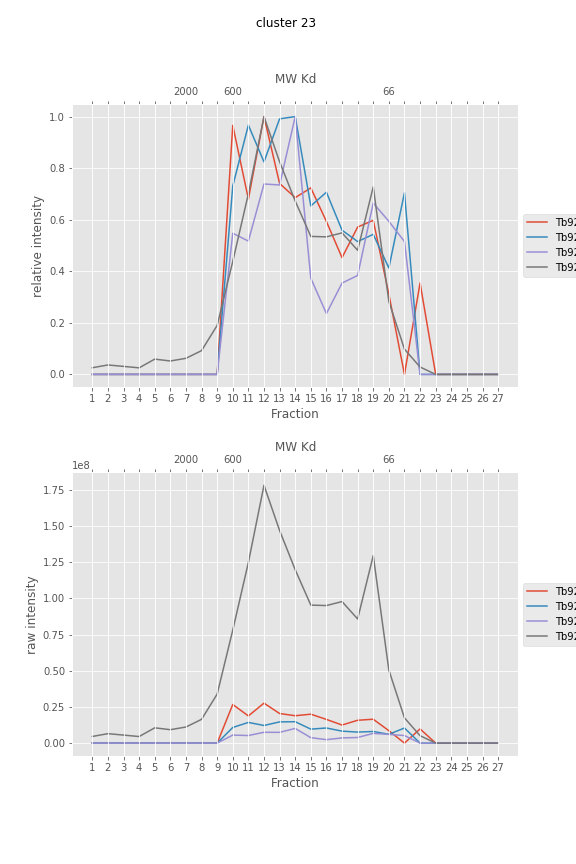 cluster 23
MW Kd
2000 600 66
1.0
0.8
0.6
0.4
0.2
0.0
relative intensity
Tb92
Tb92
Tb92
Tb92
1 2 3 4 5 6 7 8 9 10 11 12 13 14 15 16 17 18 19 20 21 22 23 24 25 26 27
Fraction
MW Kd
2000 600 66
1e8
1.75
1.50
1.25
1.00
0.75
0.50
0.25
0.00
raw intensity
Tb92
Tb92
Tb92
Tb92
1 2 3 4 5 6 7 8 9 10 11 12 13 14 15 16 17 18 19 20 21 22 23 24 25 26 27
Fraction